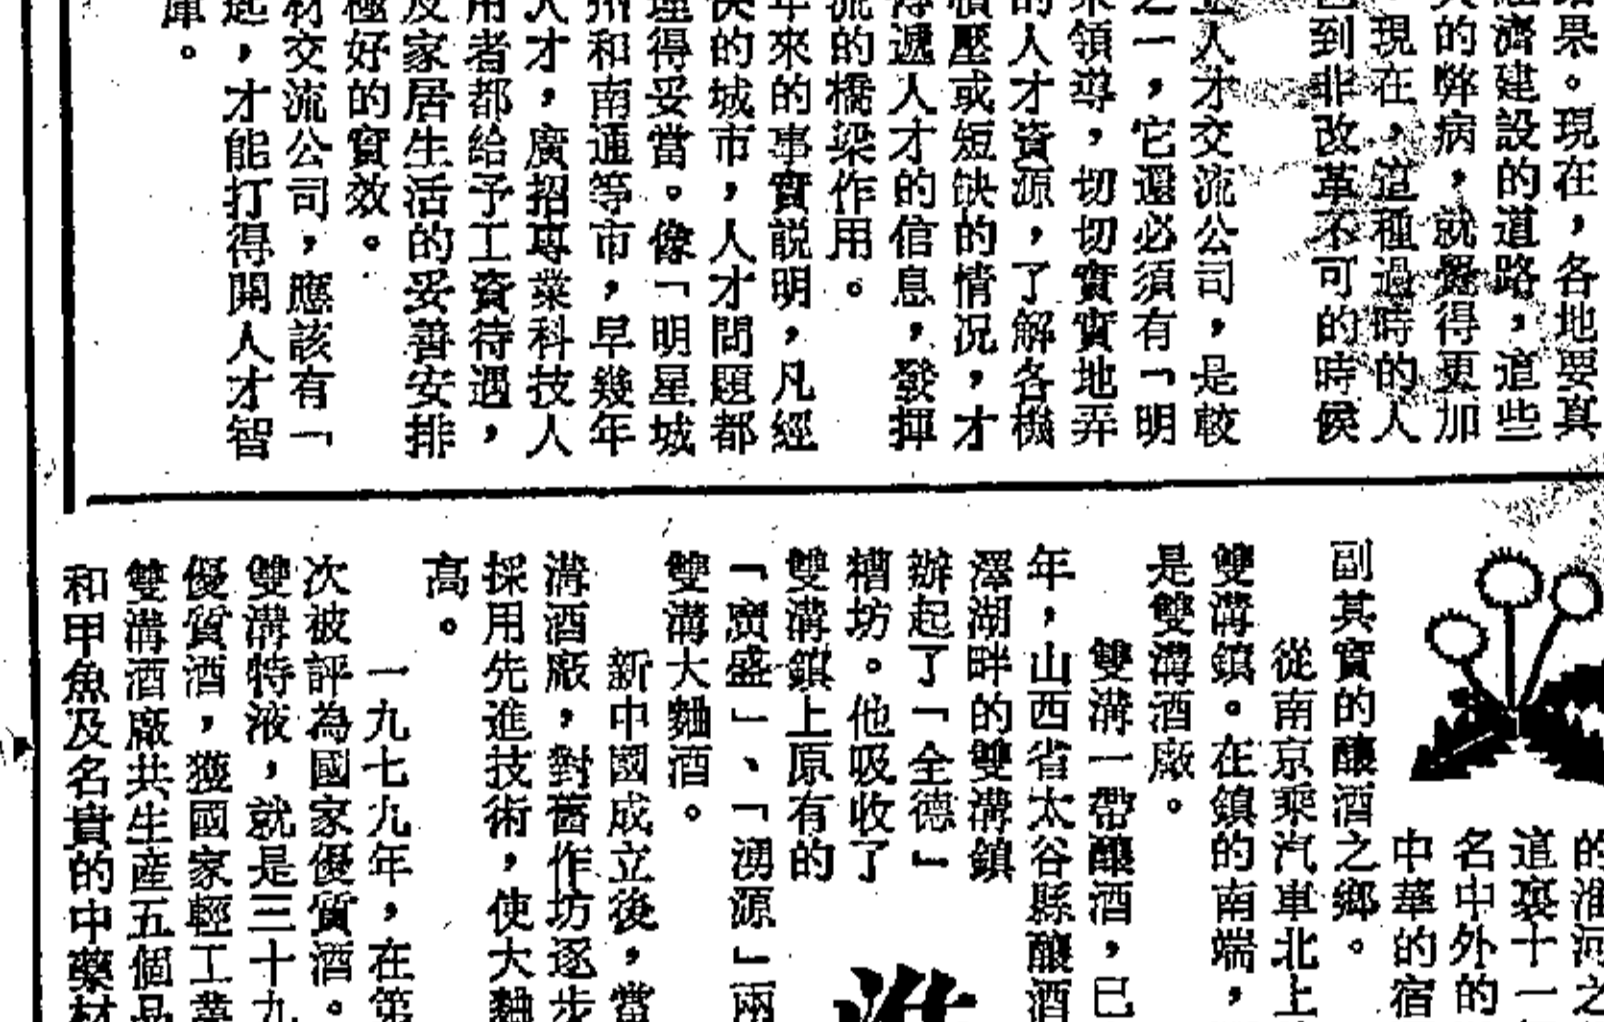 結果。現在，各地要真
經濟建設的道路，這些
的弊病，就覺得更加
。現在，這種過時的人
到非改革不可的時候
立人才交流公司，是較
之一，它還必須有「明
來領導，切切實實地弄
的人才資源，了解各機
積壓或短缺的情况，才
傳遞人才的信息，發揮
流的橋梁作用。
年來的事實説明，凡經
快的城市，人才問題都
理得妥當。像「明星城
州和南通等市，早幾年
人才，廣招專業科技人
用者都給予工資待遇，
及家居生活的妥善安排
極好的實效。
材交流公司，應該有一
匙，才能打得開人才智
庫。
的淮河之
道裏十一
名中外的
中華的宿
副其實的釀酒之鄉。
從南京乘汽車北上
雙溝鎮。在鎮的南端，
是雙溝酒廠。
雙溝一帶釀酒，已
年，山西省太谷縣釀酒
澤湖畔的雙溝鎮
辦起了「全德」
糟坊。他吸收了
雙溝鎮上原有的
「廣盛」、「湧源」兩
雙溝大麯酒。
新中國成立後，當
溝酒廠，對舊作坊逐步
採用先進技術，使大麯
高。
一九七九年，在第
次被評為國家優質酒。
雙溝特液，就是三十九
優質酒，獲國家輕工業
雙溝酒廠共生産五個品
和甲魚及名貴的中藥材
淮